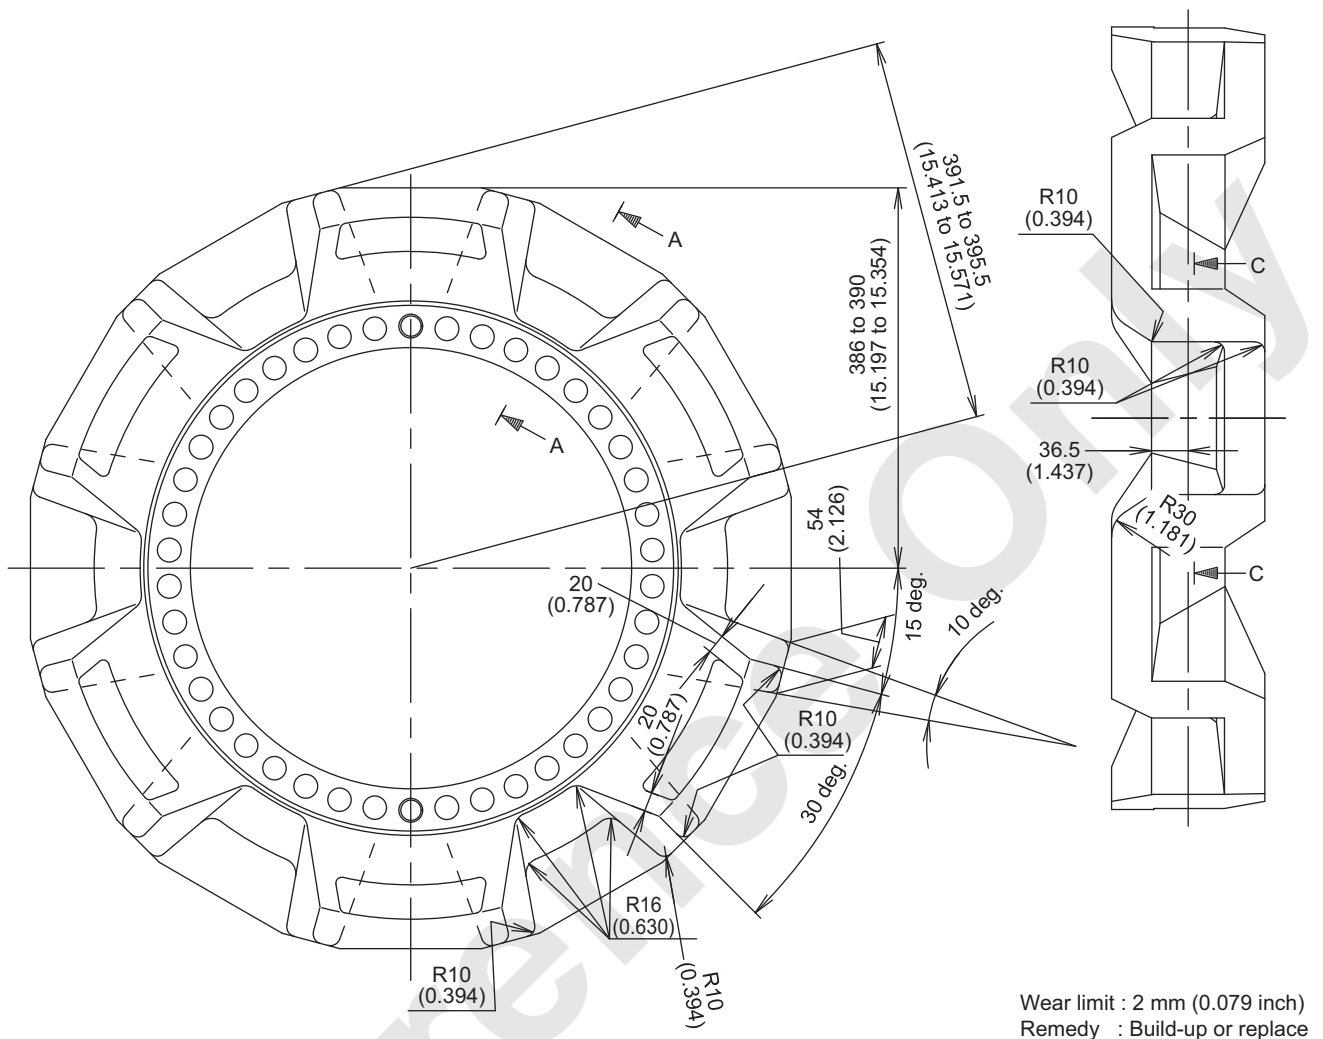 391.5 to 395.5
(15.413 to 15.571)
386 to 390
(15.197 to 15.354)
A
A
54
(2.126)
20
(0.787)
15 deg.
10 deg.
20
(0.787)
R10
(0.394)
30 deg.
R16
(0.630)
R10
(0.394)
R10
(0.394)
R10
(0.394)
C
R10
(0.394)
36.5
(1.437)
R30
(1.181)
C
Wear limit : 2 mm (0.079 inch)
Remedy : Build-up or replace
rence Only